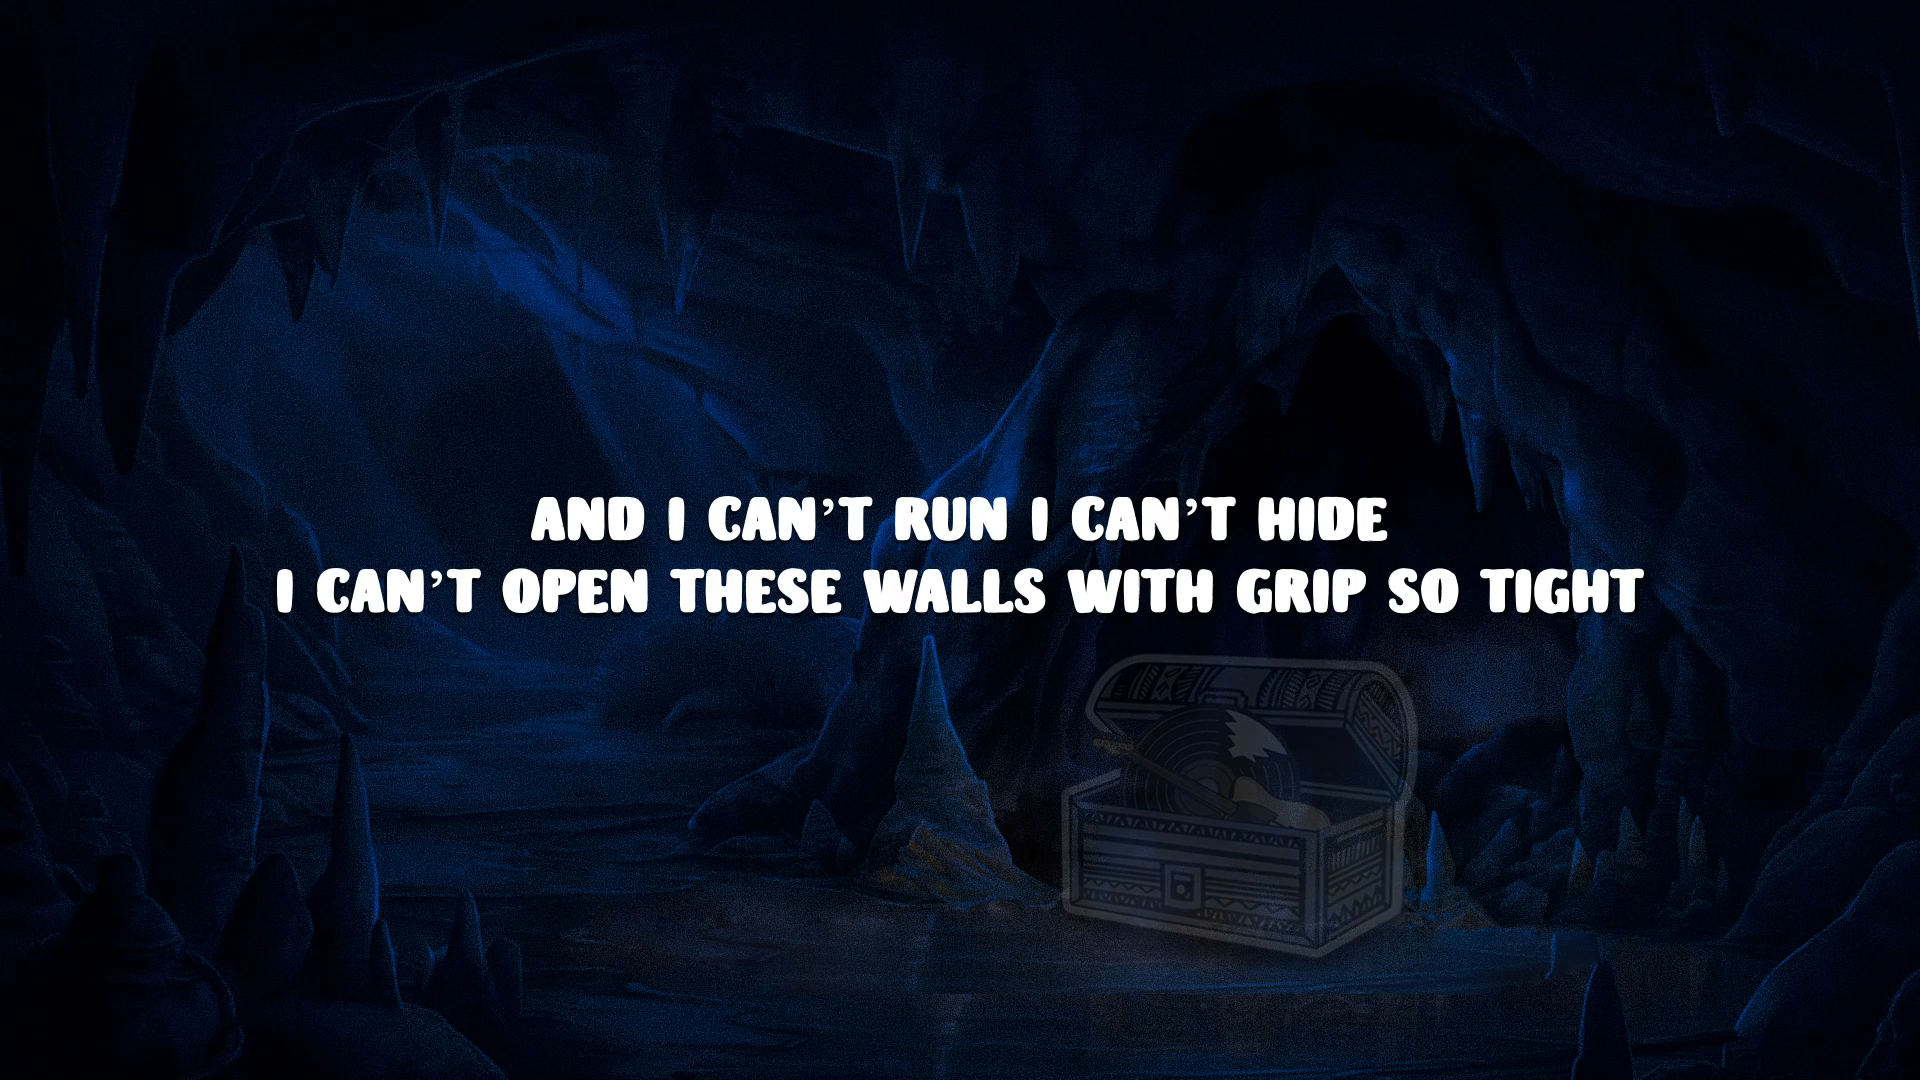 AND I CAN'T RUN I CAN'T HIDE
I CAN'T OPEN THESE WALLS WITH GRIP SO TIGHT